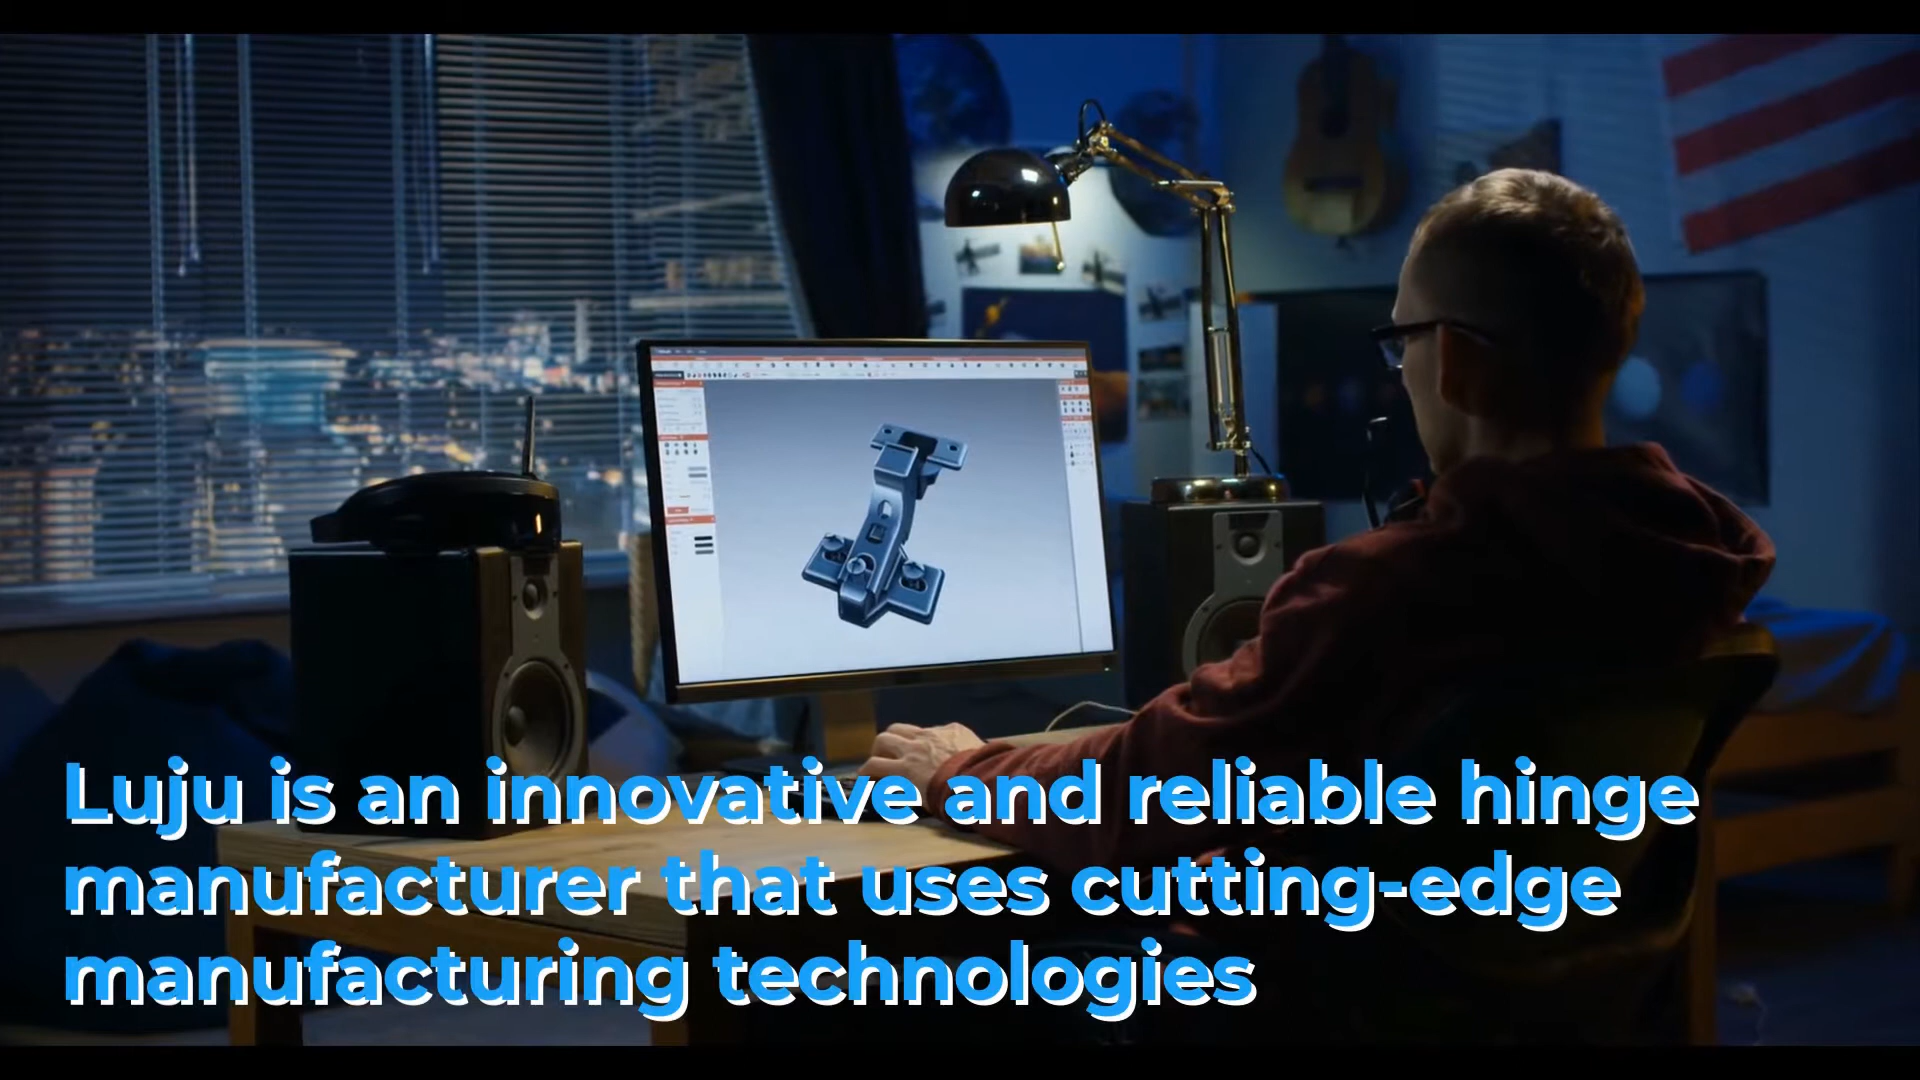 Luju is an innovative and reliable hinge
manufacturer that uses cutting-edge
manufacturing technologies